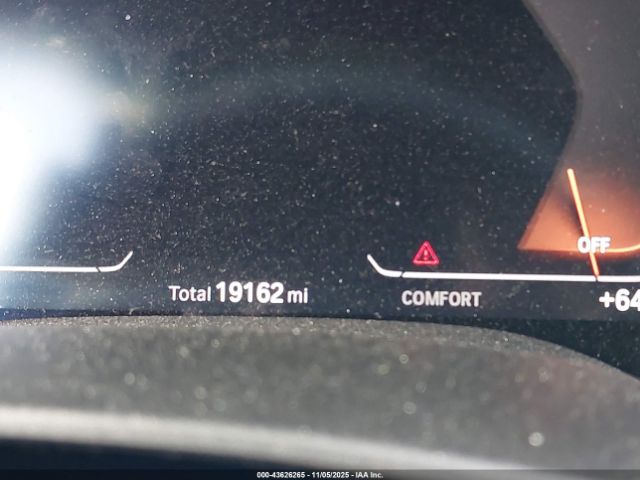 OFF
Total 19162 mi
COMFORT
+64
000-43626265 - 11/05/2025 - IAA Inc.